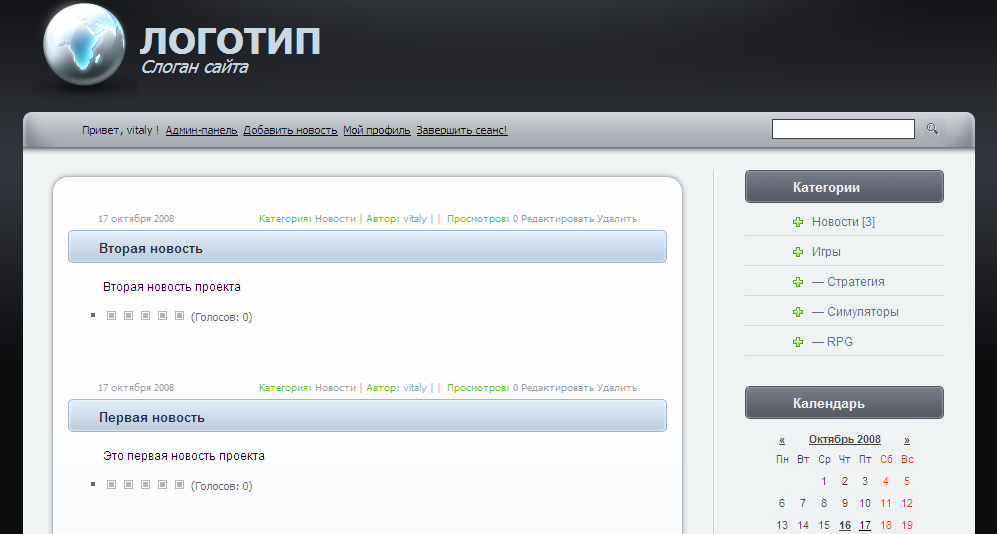 ЛОГОТИП
Слоган сайта
Привет, vitaly ! Админ-панель Добавить новость Мой профиль Завершить сеанс!
17 октября 2008 Категория: Новости | Автор: vitaly | | Просмотров: 0 Редактировать Удалить
Вторая новость
Вторая новость проекта
(Голосов: 0)
17 октября 2008 Категория: Новости | Автор: vitaly | | Просмотров: 0 Редактировать Удалить
Первая новость
Это первая новость проекта
(Голосов: 0)
Категории
Новости [3]
Игры
— Стратегия
— Симуляторы
— RPG
Календарь
« Октябрь 2008 »
Пн Вт Ср Чт Пт Сб Вс
1 2 3 4 5
6 7 8 9 10 11 12
13 14 15 16 17 18 19